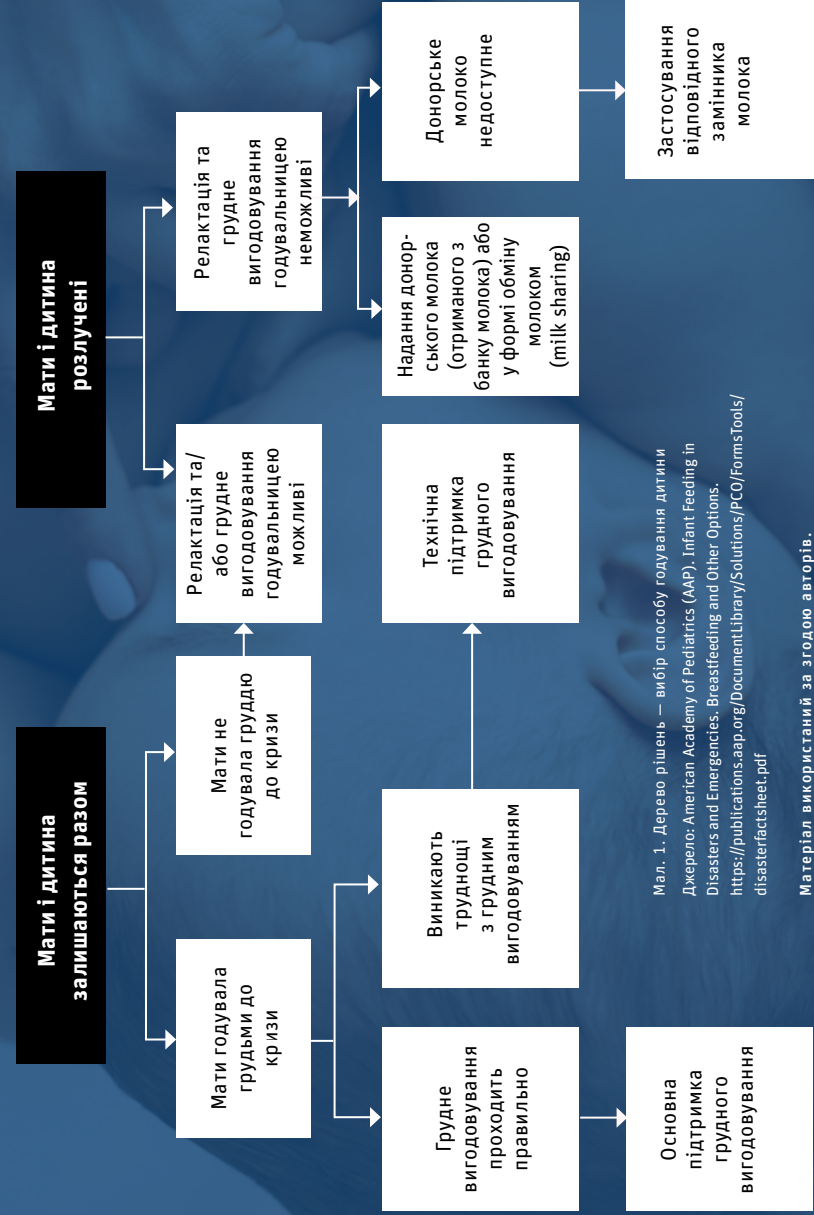 Мати і дитина
залишаються разом
Мати і дитина
розлучені
Мати годувала
грудьми до
кризи
Мати не
годувала груддю
до кризи
Релактація та/
або грудне
вигодовування
годувальницею
можливі
Релактація та
грудне
вигодовування
годувальницею
неможливі
Грудне
вигодовування
проходить
правильно
Виникають
труднощі
з грудним
вигодовуванням
Технічна
підтримка
грудного
вигодовування
Надання донор-
ського молока
(отриманого з
банку молока) або
у формі обміну
молоком
(milk sharing)
Донорське
молоко
недоступне
Основна
підтримка
грудного
вигодовування
Застосування
відповідного
замінника
молока
Мал. 1. Дерево рішень — вибір способу годування дитини
Джерело: American Academy of Pediatrics (AAP). Infant Feeding in
Disasters and Emergencies. Breastfeeding and Other Options.
https://publications.aap.org/DocumentLibrary/Solutions/PCO/FormsTools/
disasterfactsheet.pdf
Матеріал використаний за згодою авторів.